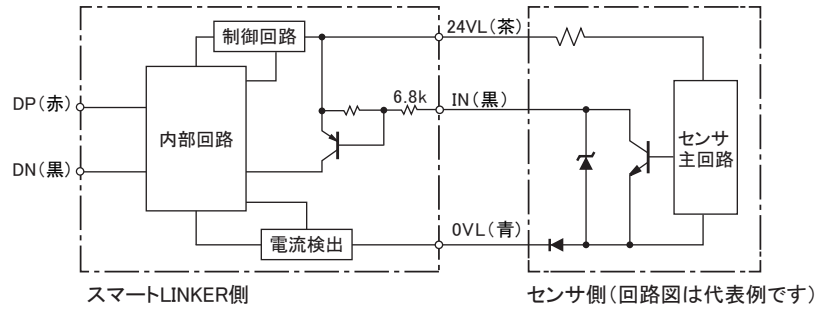 制御回路
24VL(茶)
DP(赤)
6.8k
IN(黒)
内部回路
センサ
主回路
DN(黒)
0VL(青)
電流検出
スマートLINKER側
センサ側(回路図は代表例です)